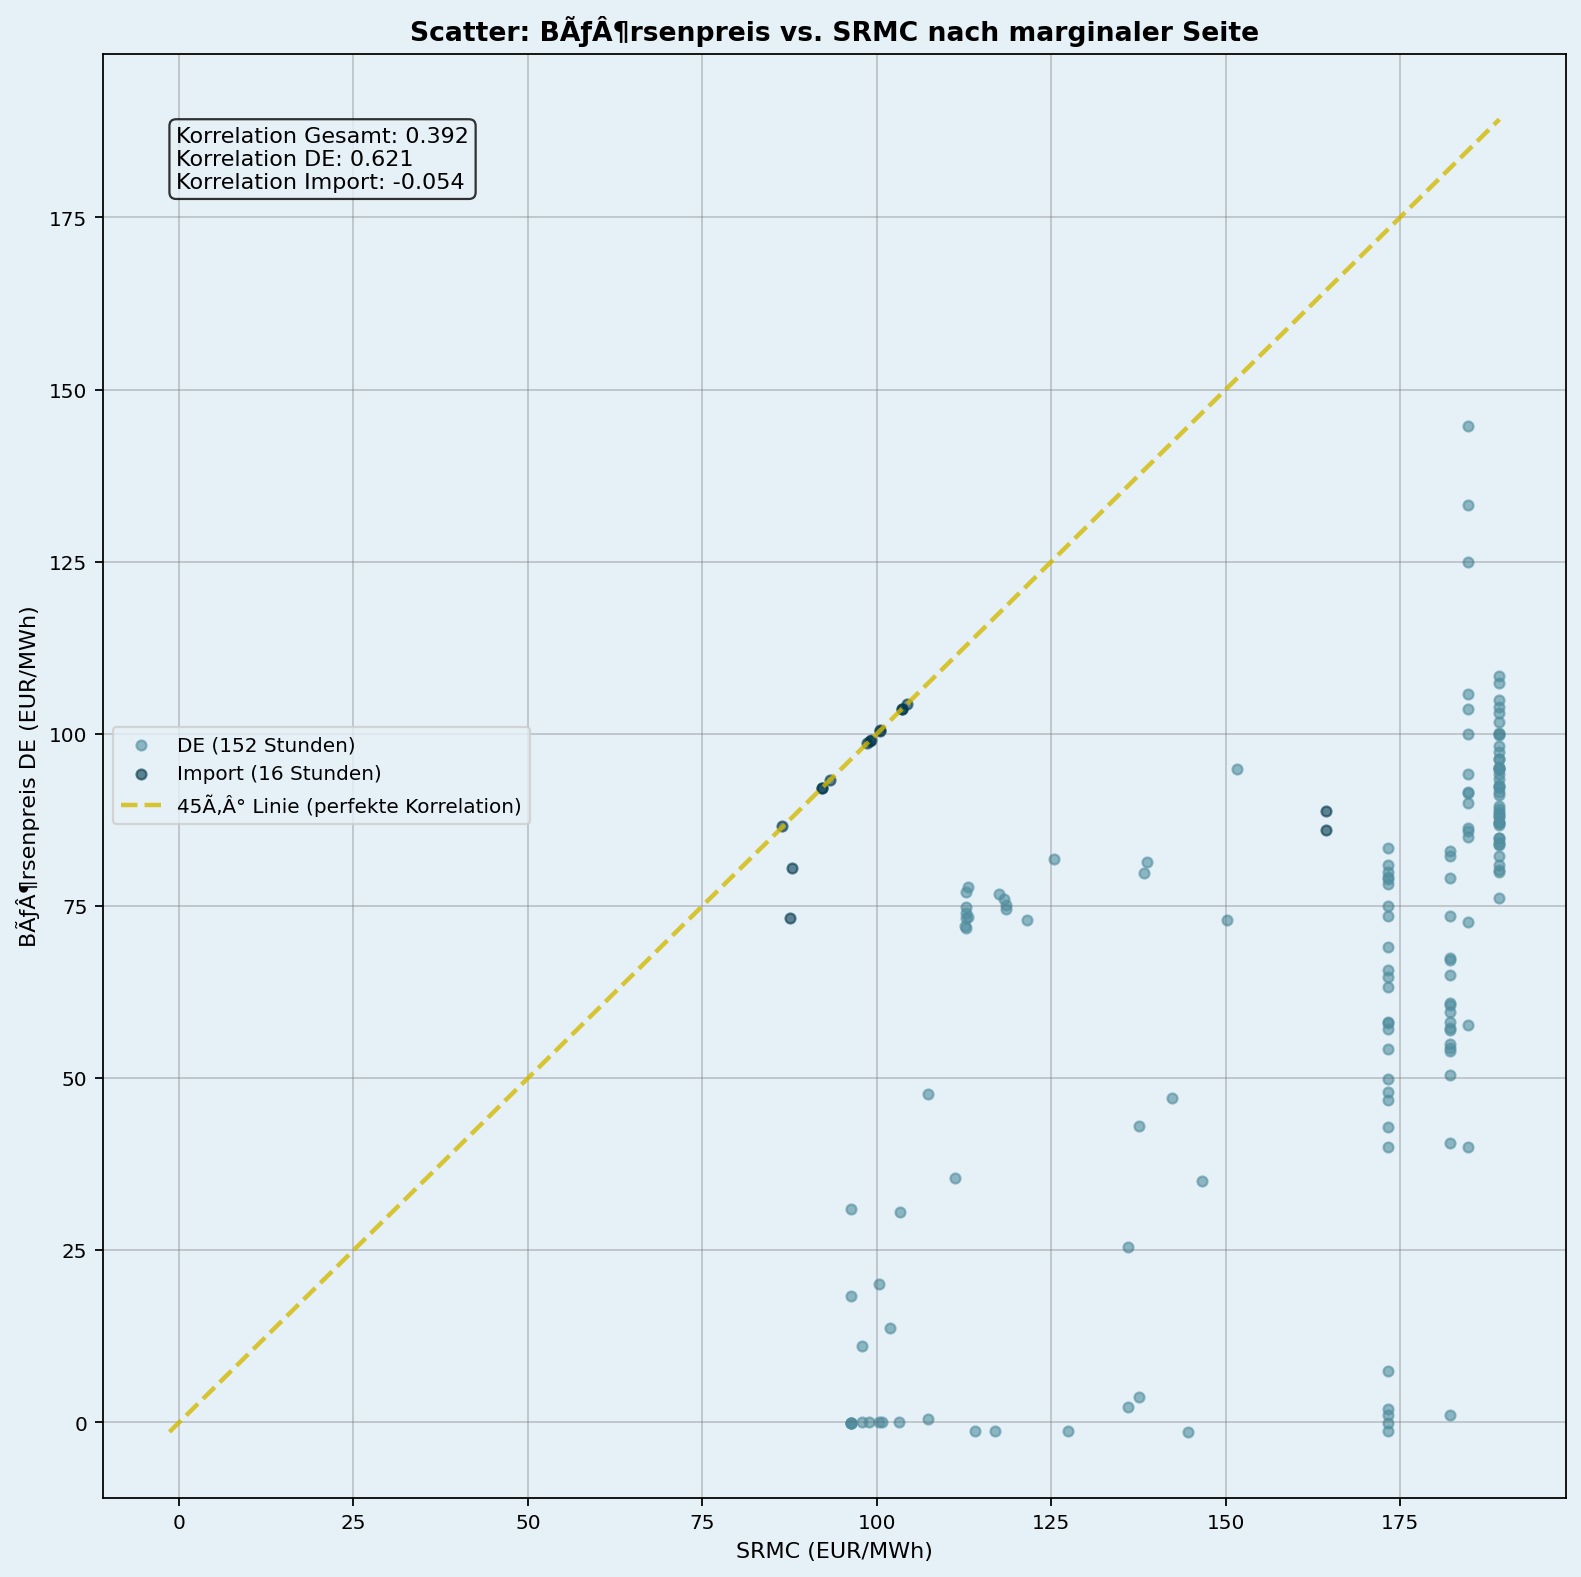 Scatter: BÃƒÂ¶rsenpreis vs. SRMC nach marginaler Seite
Korrelation Gesamt: 0.392
Korrelation DE: 0.621
Korrelation Import: -0.054
BÃƒÂ¶rsenpreis DE (EUR/MWh)
175
150
125
100
75
50
25
0
DE (152 Stunden)
Import (16 Stunden)
45Ã‚Â° Linie (perfekte Korrelation)
0 25 50 75 100 125 150 175
SRMC (EUR/MWh)